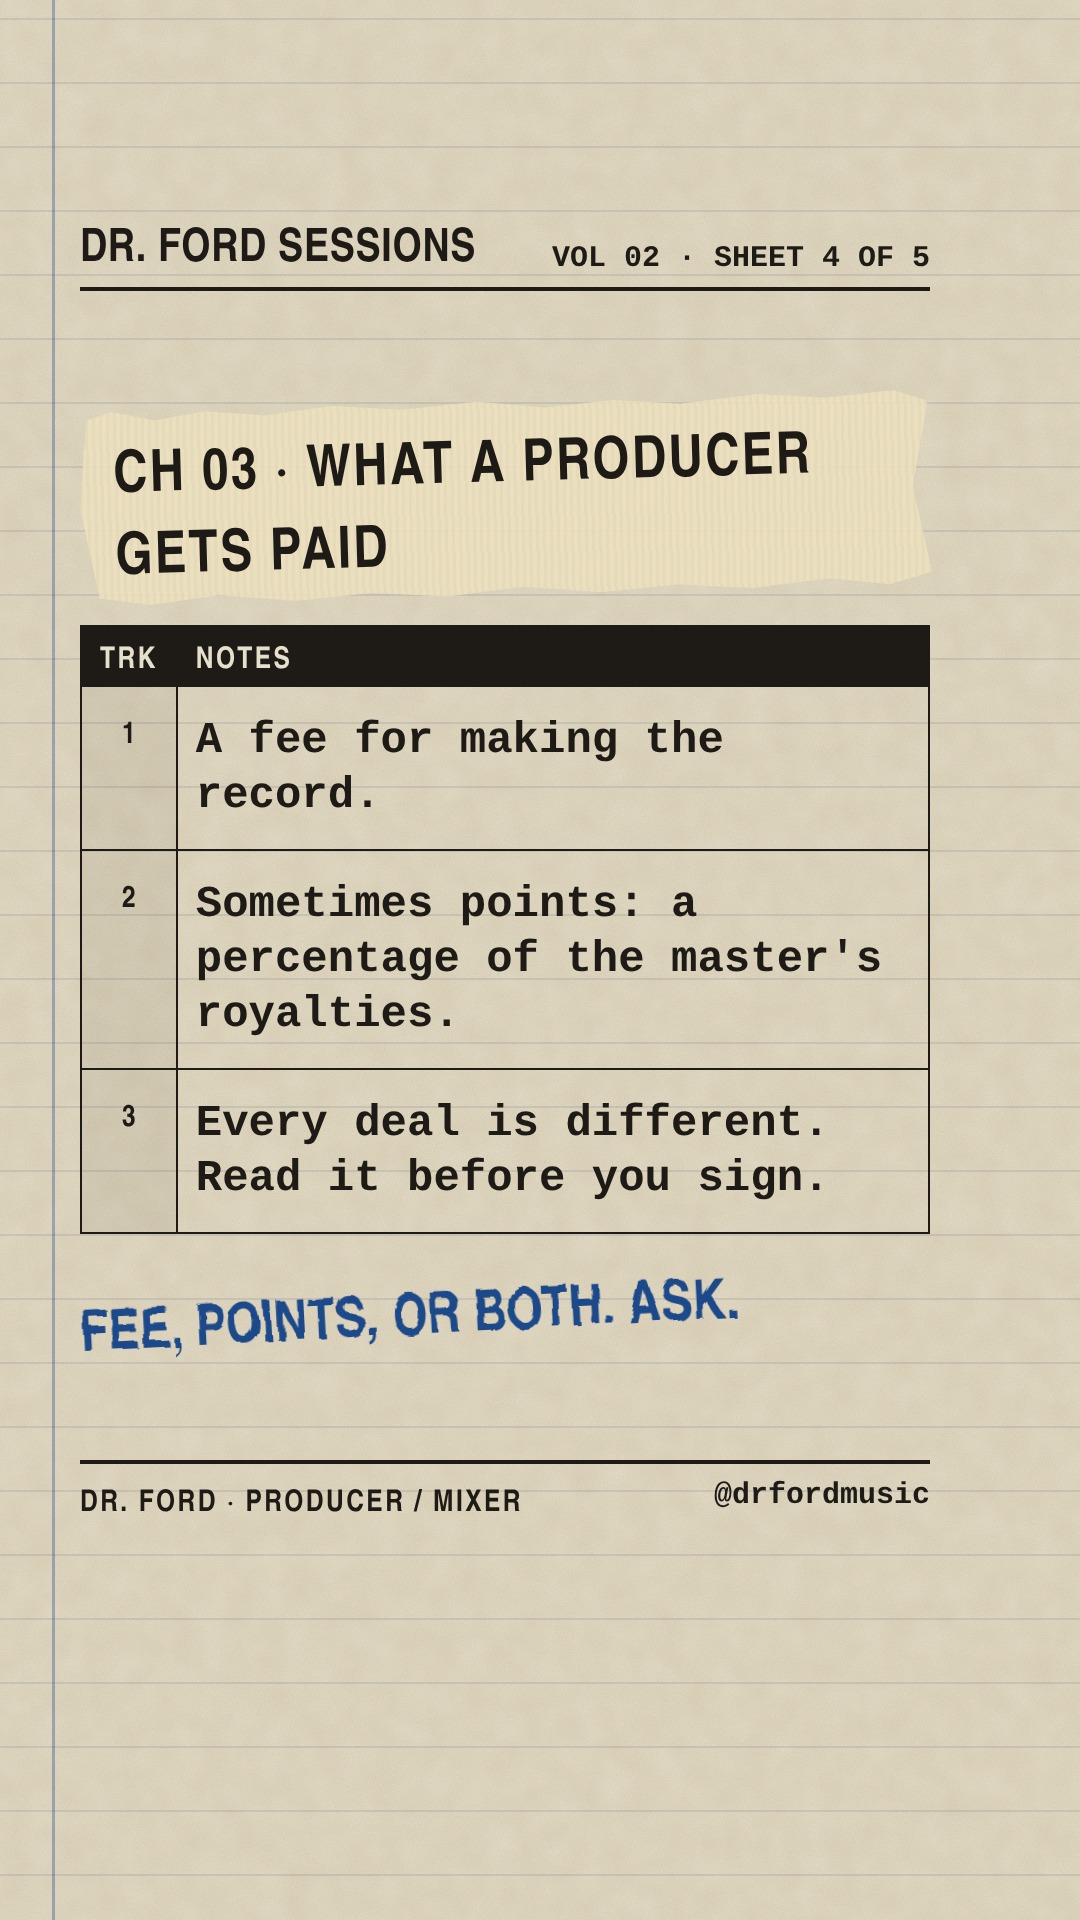 DR. FORD SESSIONS
VOL 02 · SHEET 4 OF 5
CH 03 · WHAT A PRODUCER
GETS PAID
TRK NOTES
1 A fee for making the
record.
2 Sometimes points: a
percentage of the master's
royalties.
3 Every deal is different.
Read it before you sign.
FEE, POINTS, OR BOTH. ASK.
DR. FORD · PRODUCER / MIXER
@drfordmusic